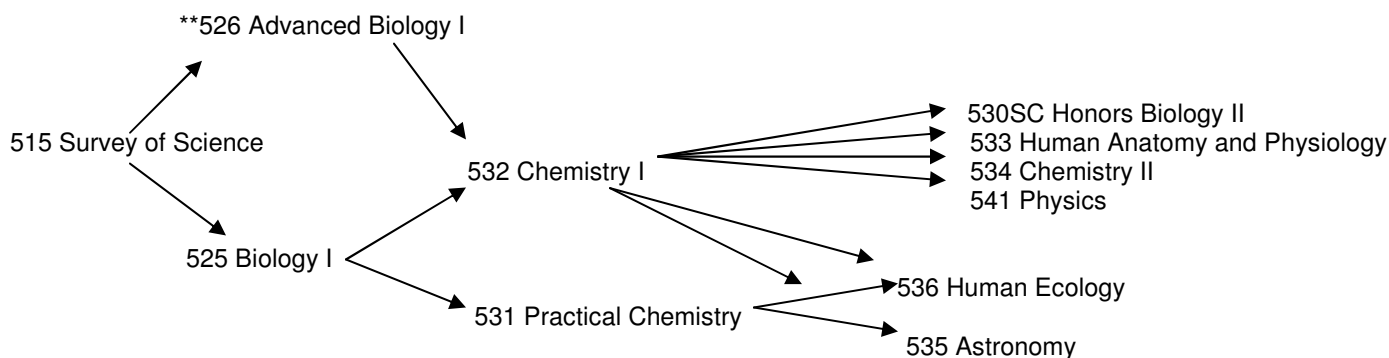 **526 Advanced Biology I
515 Survey of Science
525 Biology I
532 Chemistry I
531 Practical Chemistry
530SC Honors Biology II
533 Human Anatomy and Physiology
534 Chemistry II
541 Physics
536 Human Ecology
535 Astronomy